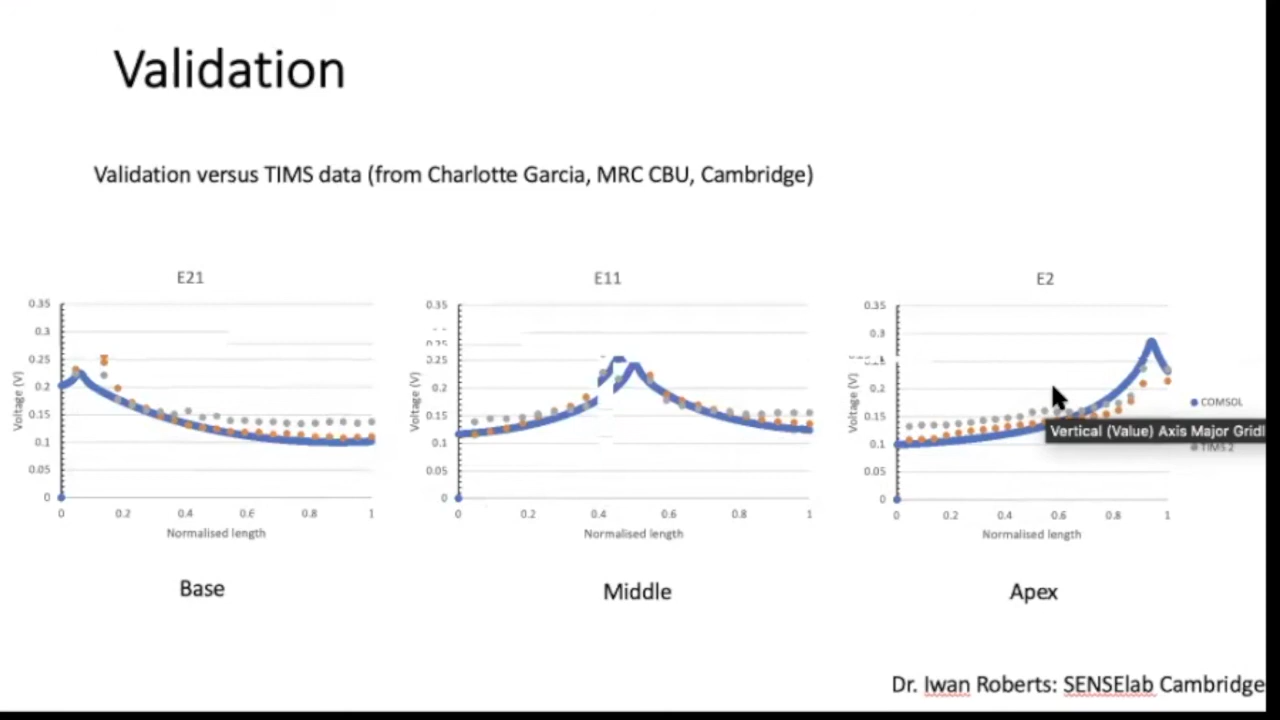 Validation
Validation versus TIMS data (from Charlotte Garcia, MRC CBU, Cambridge)
E21
0.35
0.3
0.25
0.2
0.15
0.1
0.05
0
Voltage (V)
0 0.2 0.4 0.6 0.8 1
Normalised length
Base
E11
0.35
0.25
0.25
0.2
0.15
0.1
0.05
0
Voltage (V)
0 0.2 0.4 0.6 0.8 1
Normalised length
Middle
E2
0.35
0.3
0.2
0.15
0.1
0.05
0
Voltage (V)
0 0.2 0.4 0.6 0.8 1
Normalised length
Apex
COMSOL
Vertical (Value) Axis Major Gridl
TIMS 2
Dr. Iwan Roberts: SENSElab Cambridge